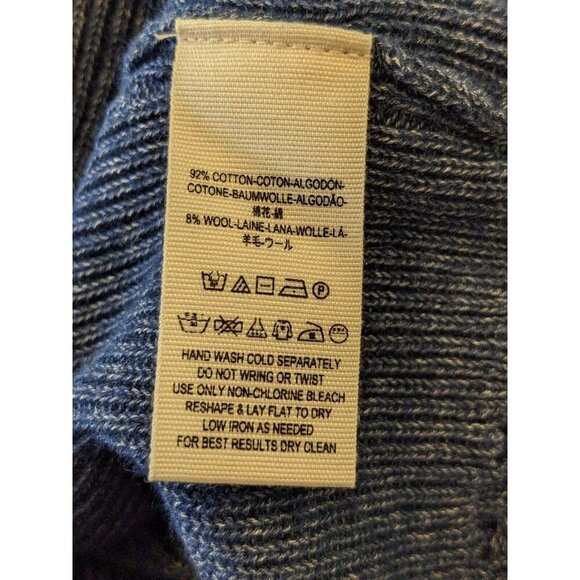 92% COTTON-COTON-ALGODÓN-
COTONE-BAUMWOLLE-ALGODÃO-
棉花-綿
8% WOOL-LAINE-LANA-WOLLE-LÃ-
羊毛-ウール
P
HAND WASH COLD SEPARATELY
DO NOT WRING OR TWIST
USE ONLY NON-CHLORINE BLEACH
RESHAPE & LAY FLAT TO DRY
LOW IRON AS NEEDED
FOR BEST RESULTS DRY CLEAN